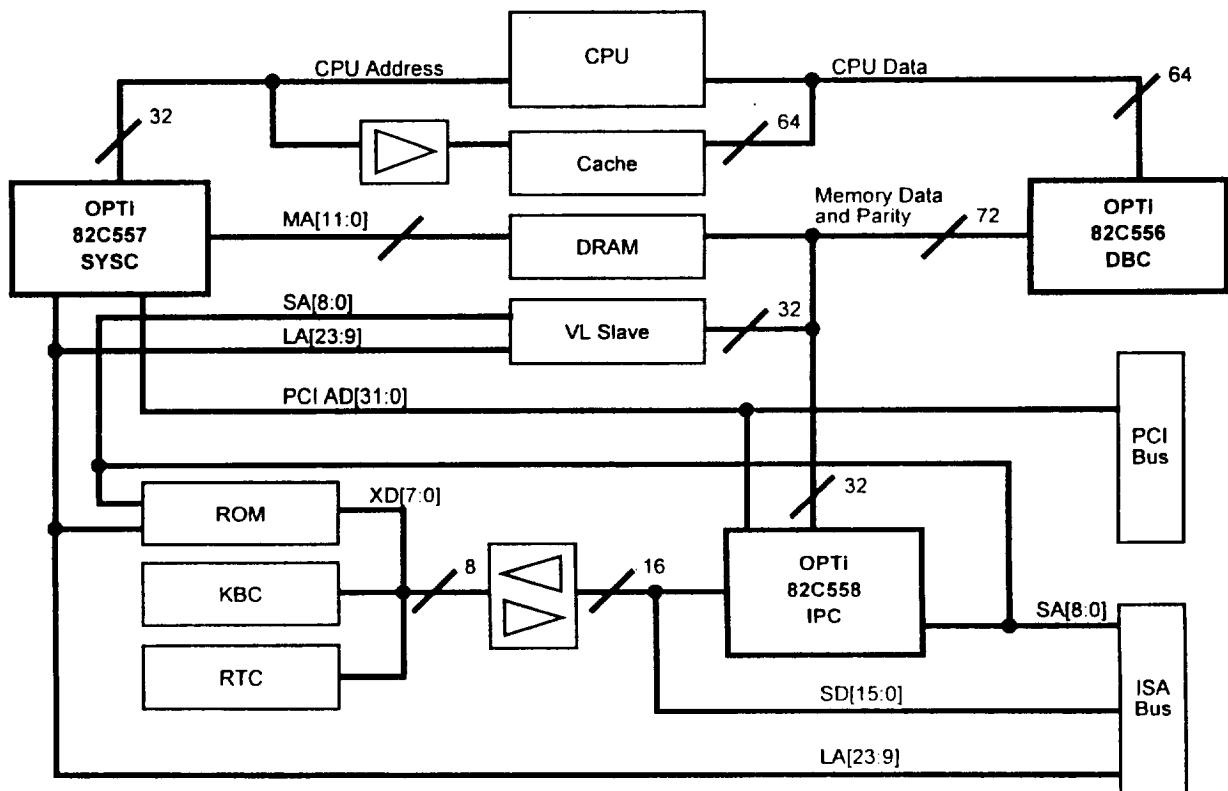 CPU Address
CPU
CPU Data
64
32
64
Cache
OPTi
82C557
SYSC
MA[11:0]
DRAM
Memory Data
and Parity
72
OPTi
82C556
DBC
SA[8:0]
LA[23:9]
VL Slave
32
PCI AD[31:0]
PCI
Bus
ROM
XD[7:0]
32
KBC
8
16
OPTi
82C558
IPC
SA[8:0]
RTC
SD[15:0]
ISA
Bus
LA[23:9]